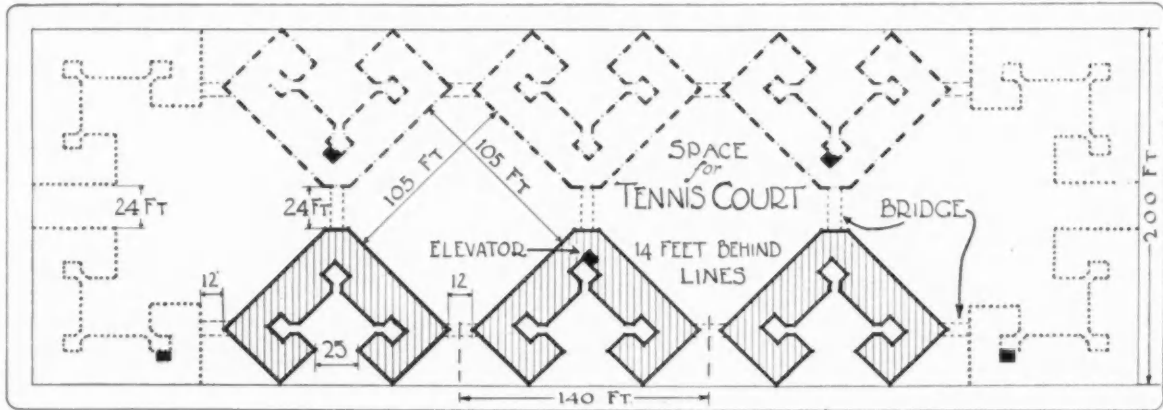 105 FT
105 FT
SPACE
for
TENNIS COURT
24 FT
24 FT
BRIDGE
200 FT
ELEVATOR
14 FEET BEHIND
LINES
12'
12
25
140 FT.